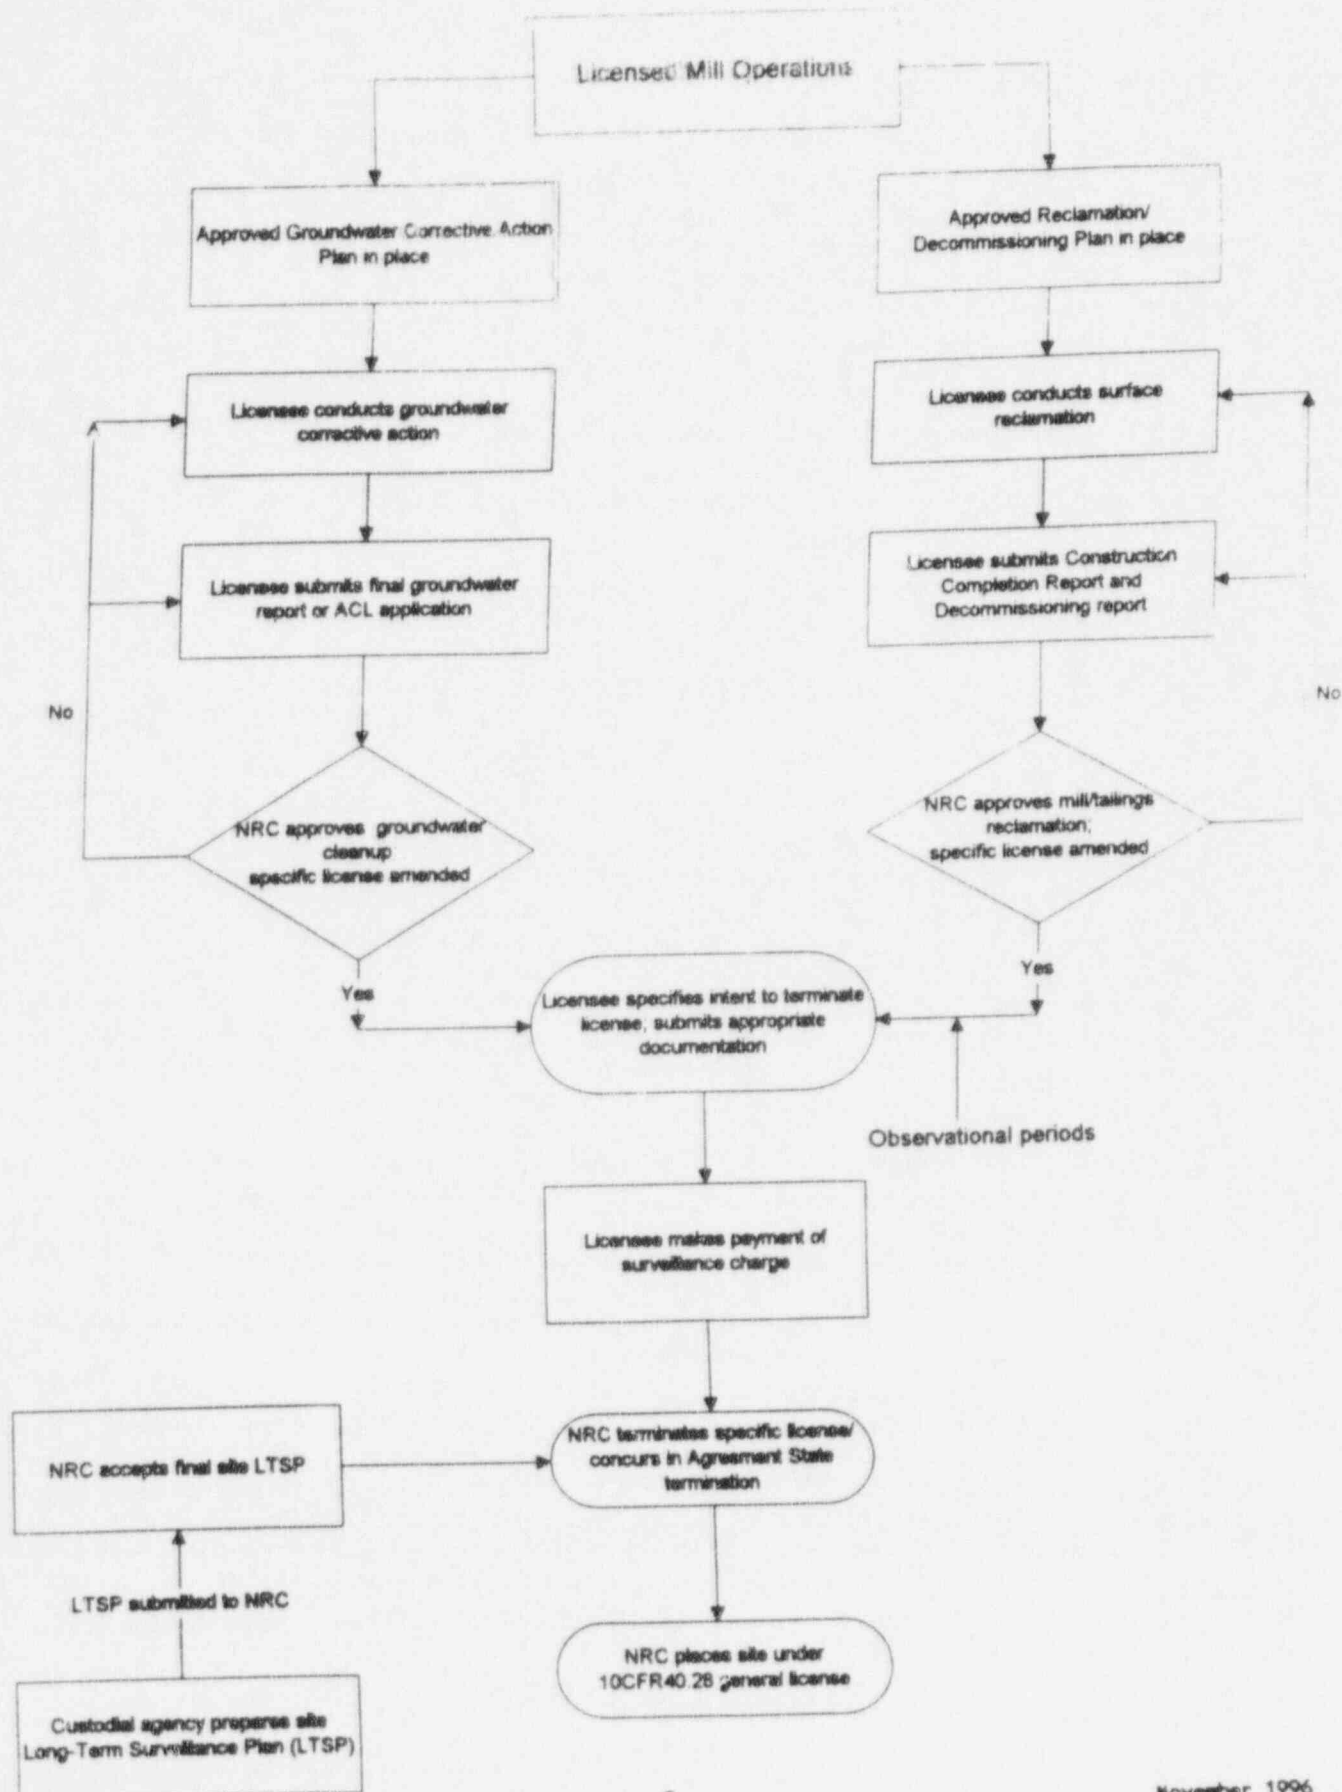 Licensed Mill Operations
Approved Groundwater Corrective Action
Plan in place
Approved Reclamation/
Decommissioning Plan in place
Licensee conducts groundwater
corrective action
Licensee conducts surface
reclamation
Licensee submits final groundwater
report or ACL application
Licensee submits Construction
Completion Report and
Decommissioning report
No
No
NRC approves groundwater
cleanup
specific license amended
NRC approves mill/tailings
reclamation;
specific license amended
Yes
Yes
Licensee specifies intent to terminate
license, submits appropriate
documentation
Observational periods
Licensee makes payment of
surveillance charge
NRC terminates specific license/
concurs in Agreement State
termination
NRC accepts final site LTSP
LTSP submitted to NRC
NRC places site under
10CFR40.28 general license
Custodial agency prepares site
Long-Term Surveillance Plan (LTSP)
November 1996